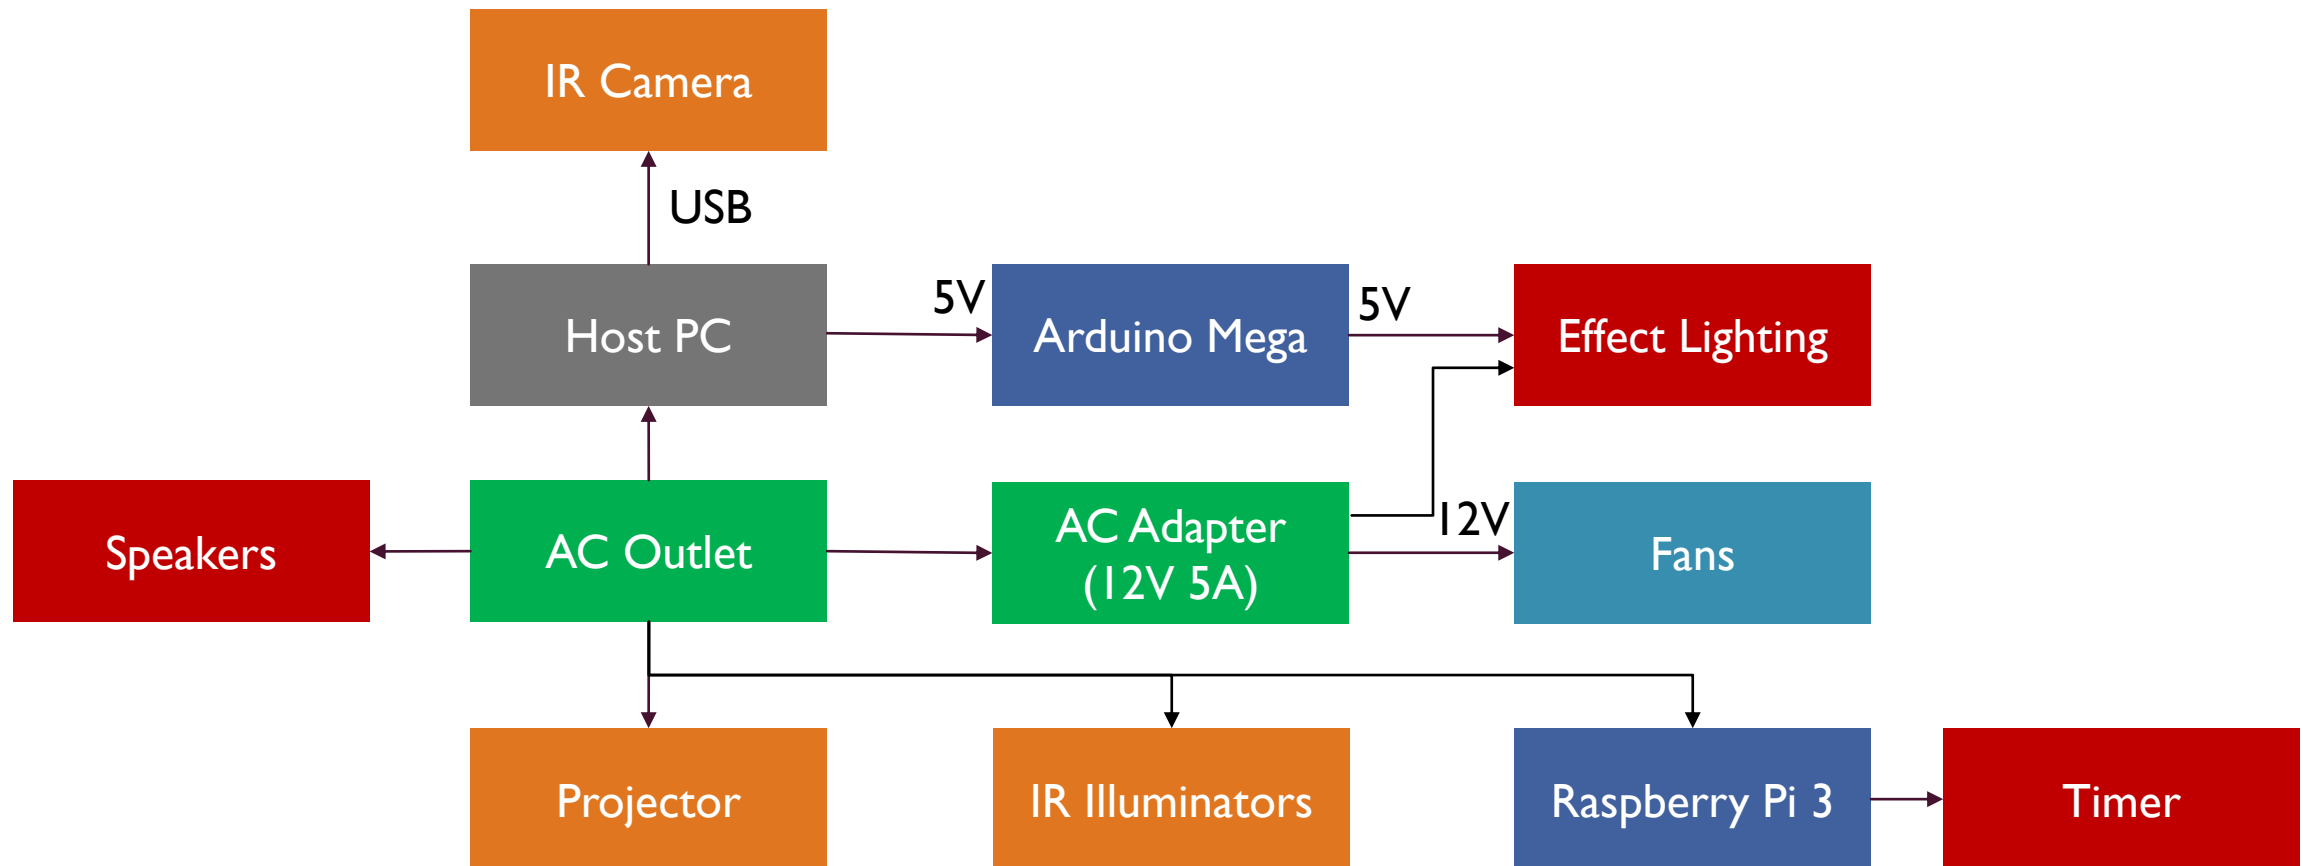 IR Camera
USB
Host PC
5V
Arduino Mega
5V
Effect Lighting
Speakers
AC Outlet
AC Adapter
(12V 5A)
12V
Fans
Projector
IR Illuminators
Raspberry Pi 3
Timer